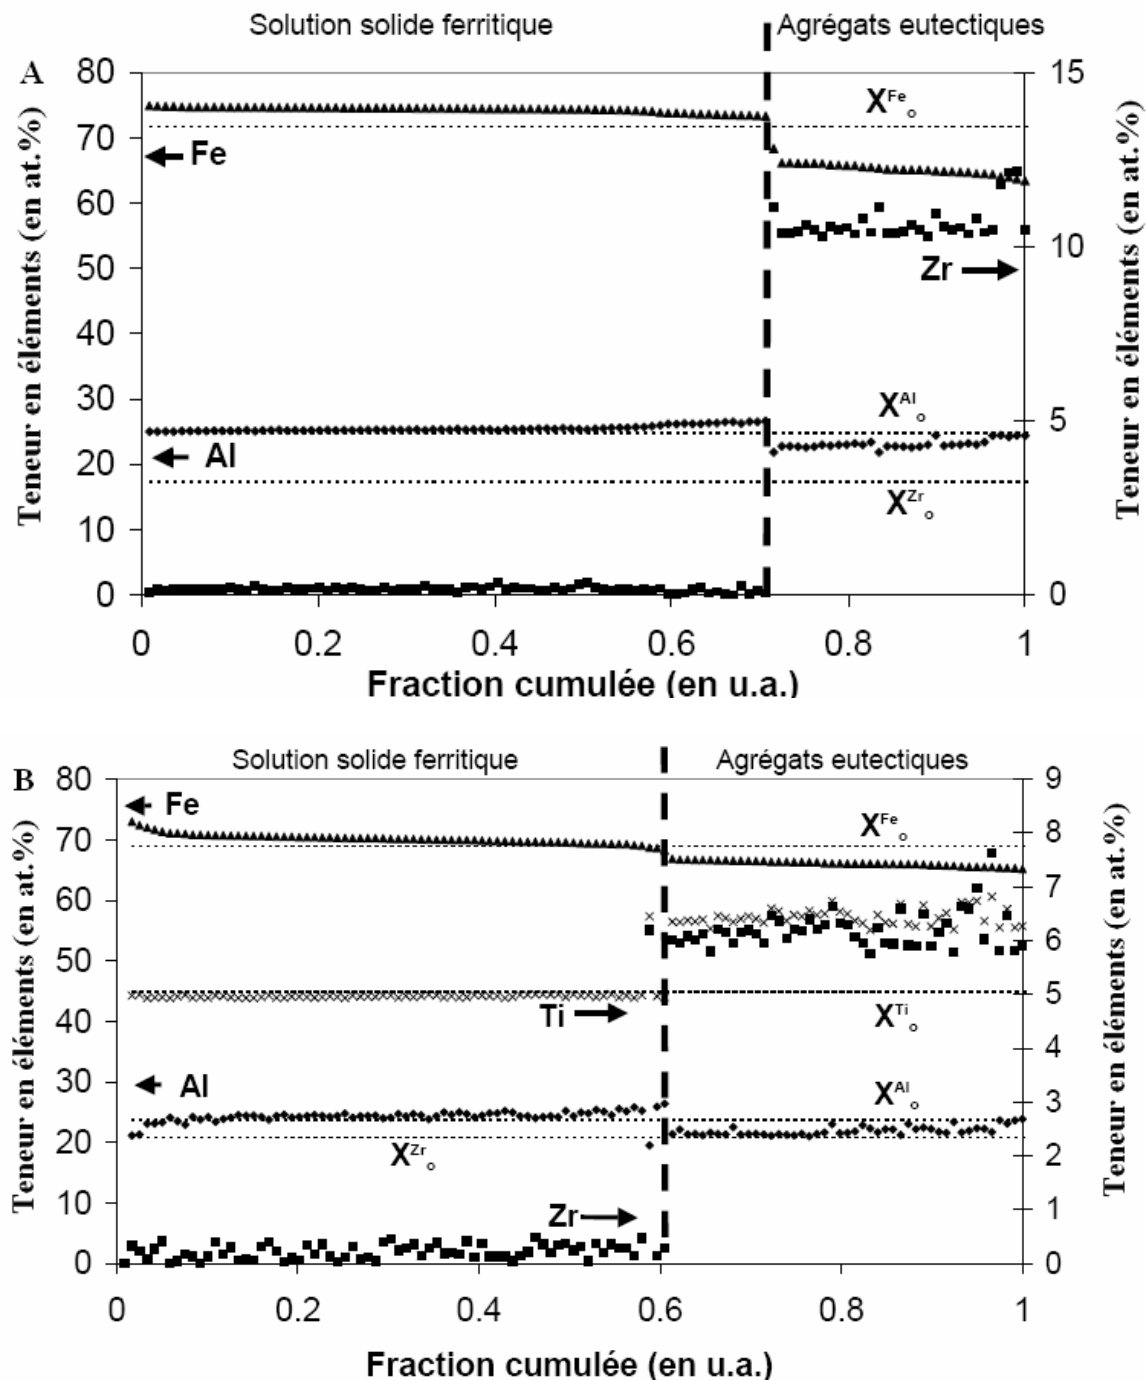 Solution solide ferritique Agrégats eutectiques
A
80 15
X^Fe_o
70
Fe
60
10
50 Zr
40
30
X^Al_o
5
20 Al
X^Zr_o
10
0 0
0 0.2 0.4 0.6 0.8 1
Fraction cumulée (en u.a.)
Teneur en éléments (en at.%)
Teneur en éléments (en at.%)
Solution solide ferritique Agrégats eutectiques
B
80 9
Fe X^Fe_o
70 8
7
60
6
50
5
Ti X^Ti_o
40
4
30 Al X^Al_o
3
20
X^Zr_o 2
10 Zr
1
0 0
0 0.2 0.4 0.6 0.8 1
Fraction cumulée (en u.a.)
Teneur en éléments (en at.%)
Teneur en éléments (en at.%)